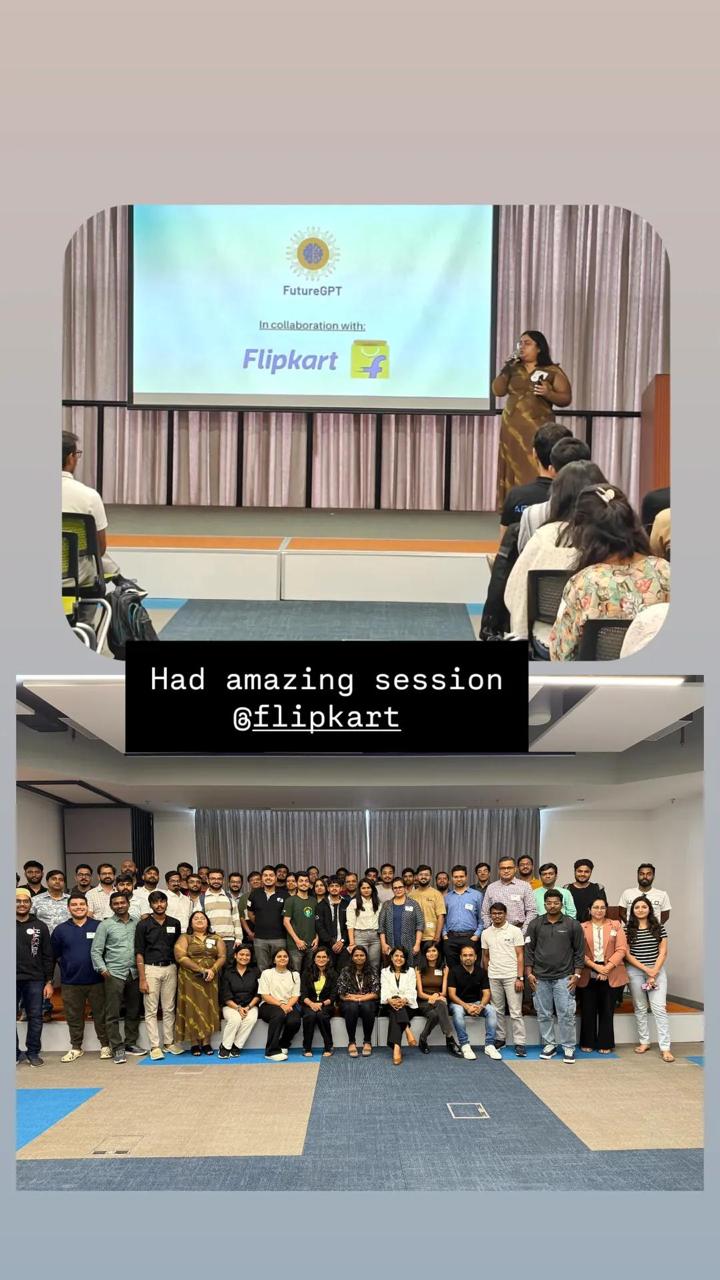 FutureGPT
In collaboration with:
Flipkart
Had amazing session
@flipkart